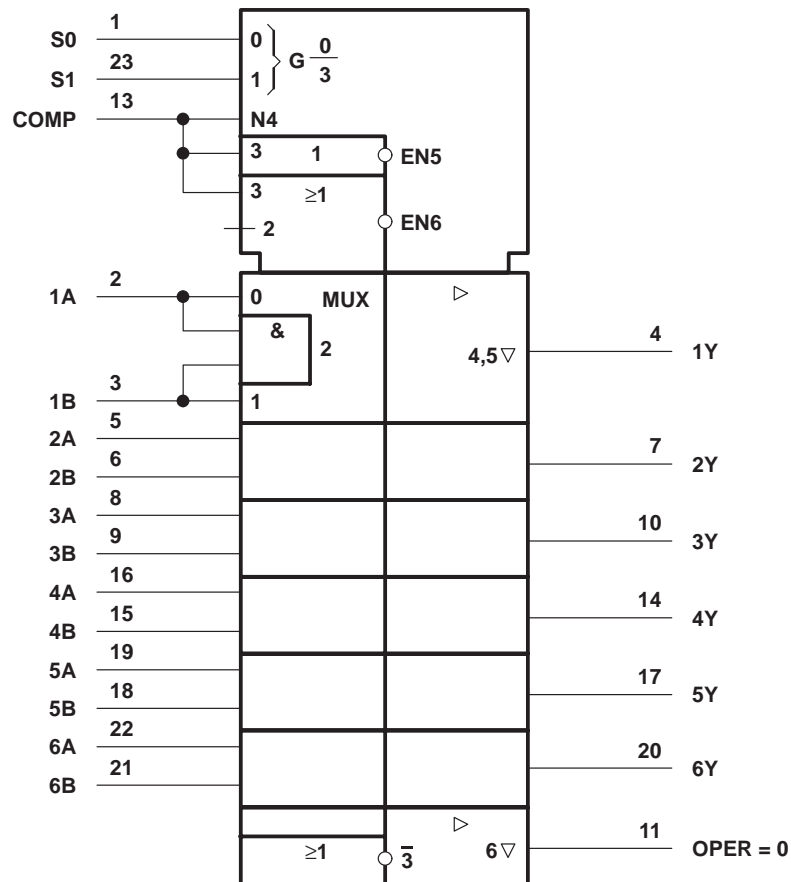 S0 1 0
G 0/3
S1 23 1
COMP 13 N4
3 1 EN5
3 ≥1
2 EN6
1A 2 0 MUX ▷
& 2 4,5 ▽ 4 1Y
1B 3 1
2A 5
2B 6 7 2Y
3A 8
3B 9 10 3Y
4A 16
4B 15 14 4Y
5A 19
5B 18 17 5Y
6A 22
6B 21 20 6Y
▷
≥1 3̅ 6 ▽ 11 OPER = 0